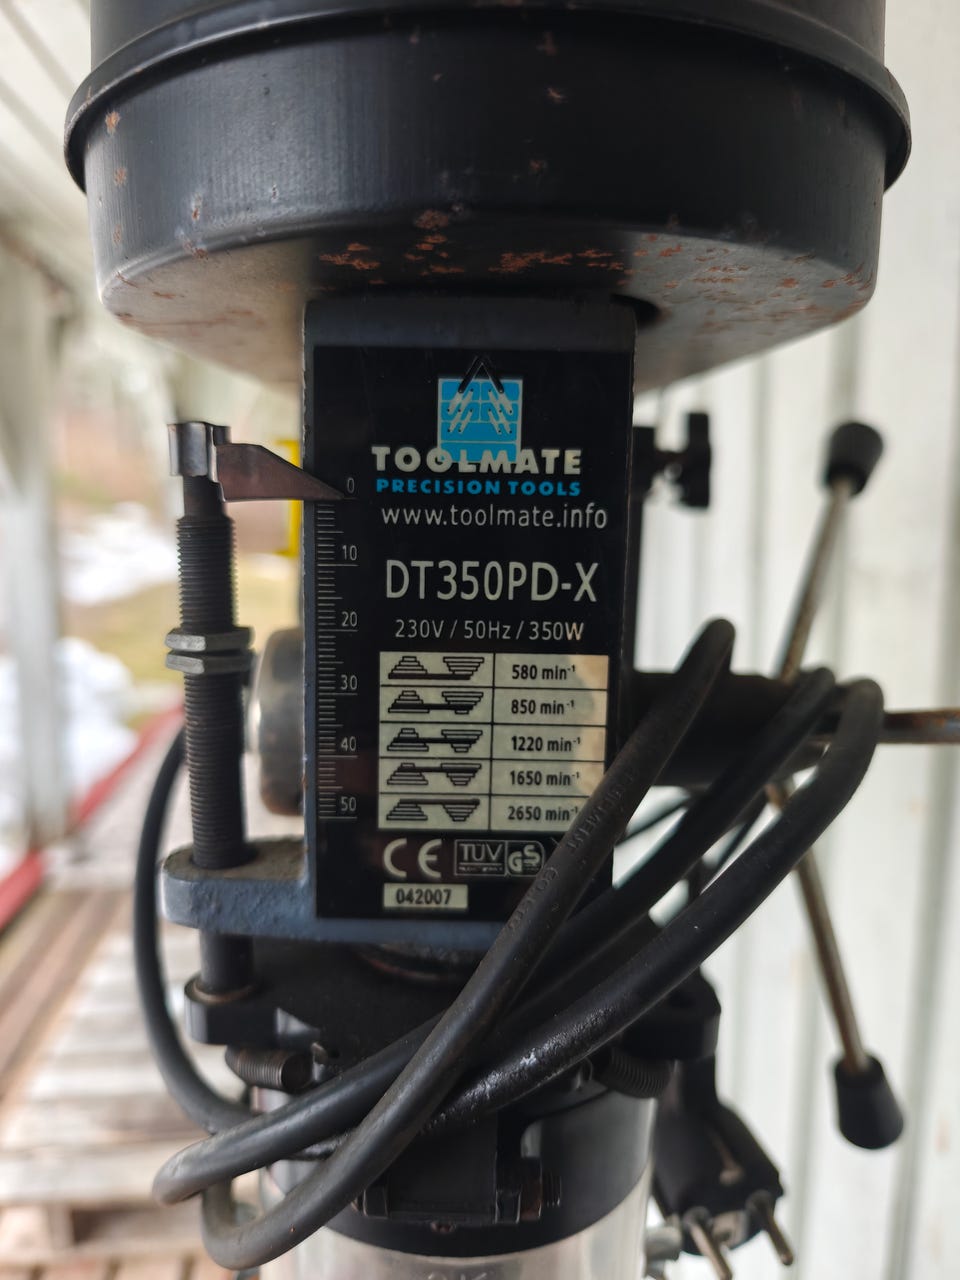 TOOLMATE
PRECISION TOOLS
www.toolmate.info
DT350PD-X
230V / 50Hz / 350W
580 min⁻¹
850 min⁻¹
1220 min⁻¹
1650 min⁻¹
2650 min⁻¹
CE TÜV GS
042007
0
10
20
30
40
50